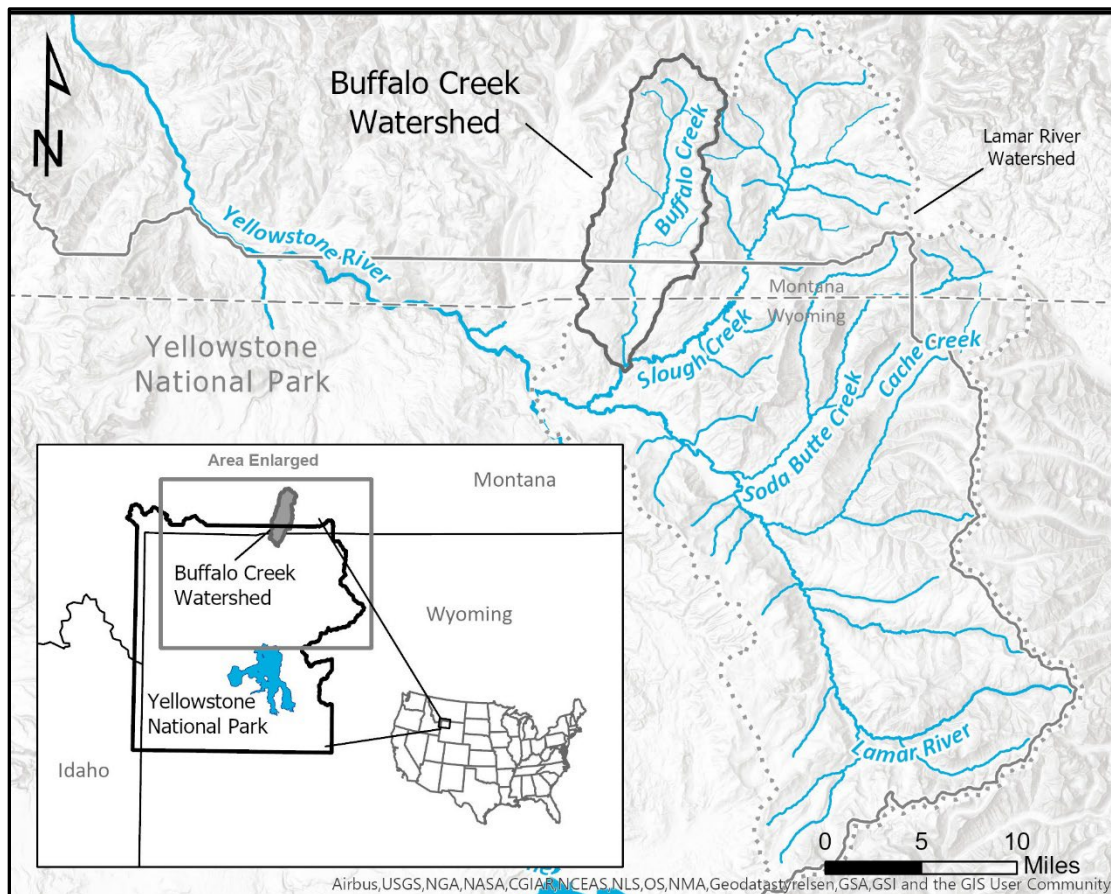 Buffalo Creek
Watershed
Lamar River
Watershed
N
Buffalo Creek
Yellowstone River
Montana
Wyoming
Yellowstone
National Park
Slough Creek
Cache Creek
Soda Butte Creek
Lamar River
Area Enlarged
Montana
Buffalo Creek
Watershed
Wyoming
Yellowstone
National Park
Idaho
0 5 10
Miles
Airbus,USGS,NGA,NASA,CGIAR,NCEAS,NLS,OS,NMA,Geodatastyrelsen,GSA,GSI and the GIS User Community